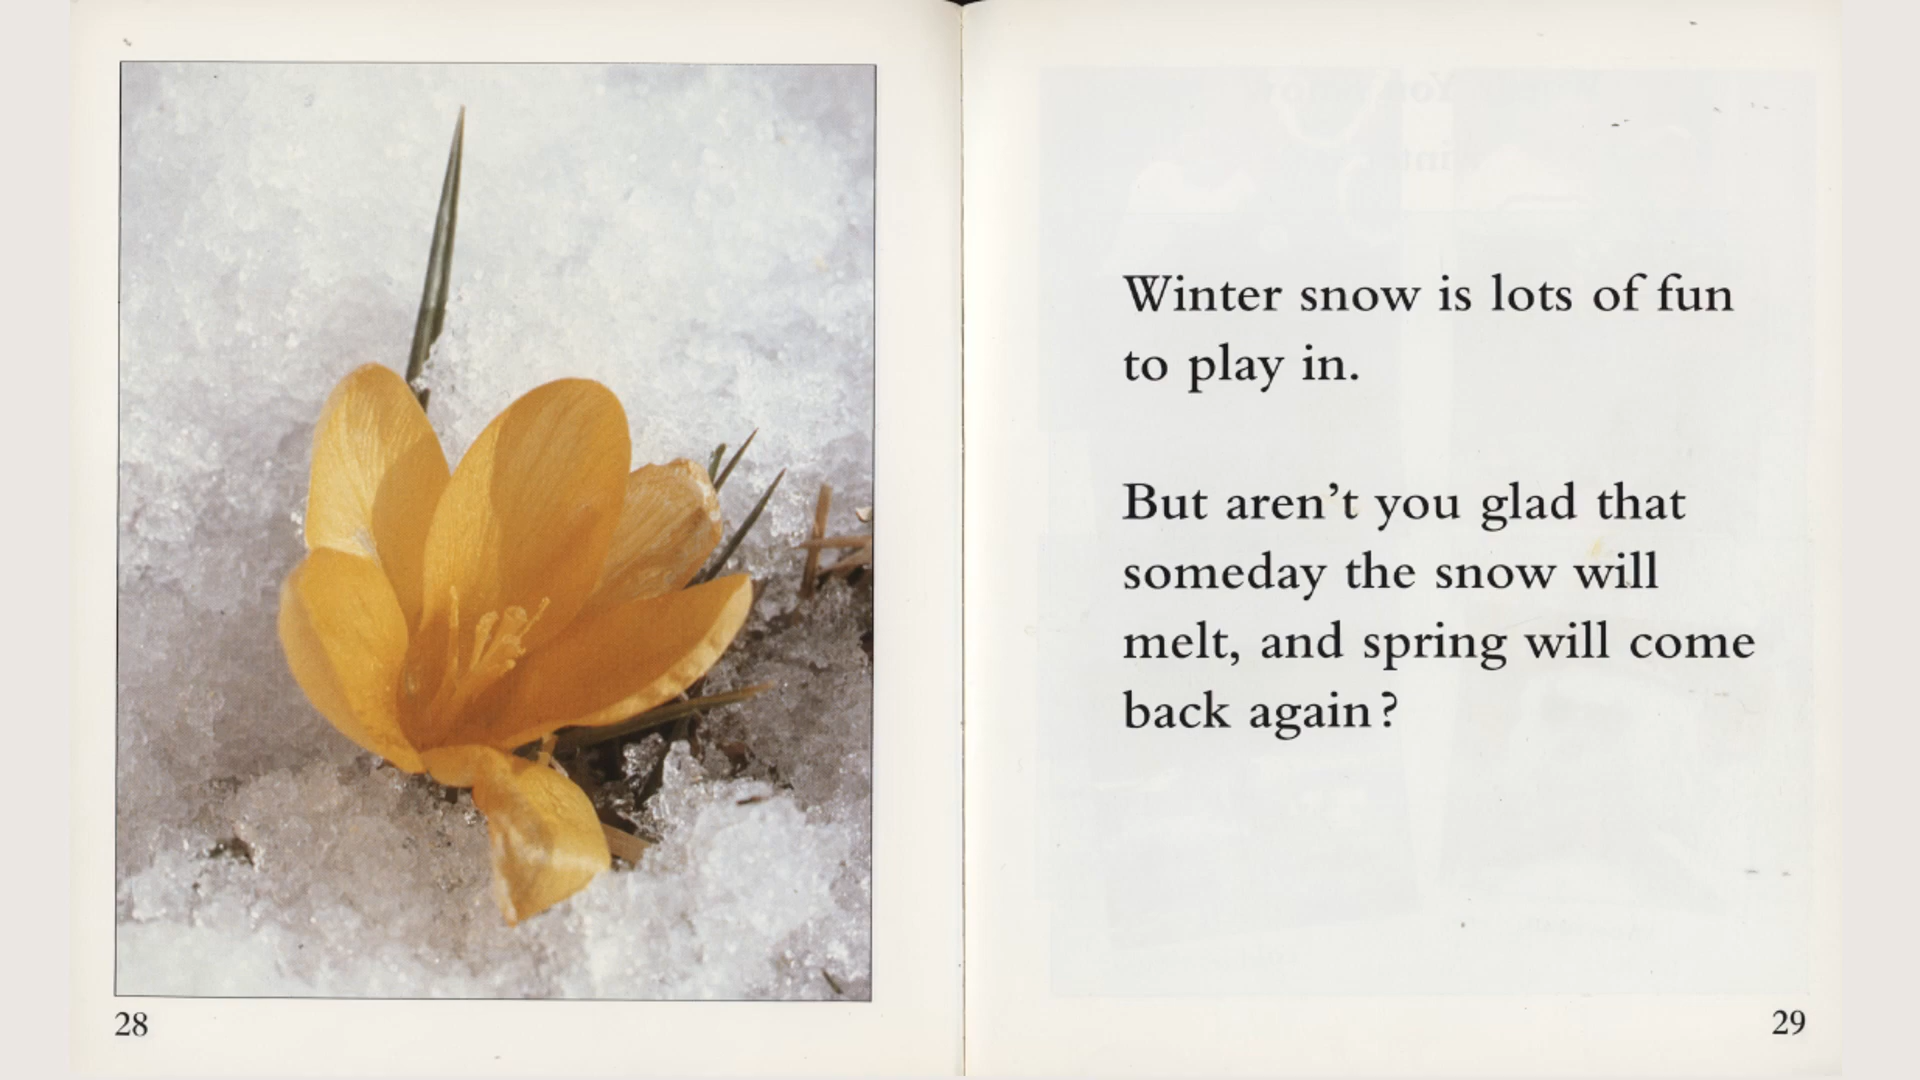 Winter snow is lots of fun
to play in.
But aren't you glad that
someday the snow will
melt, and spring will come
back again?
28
29